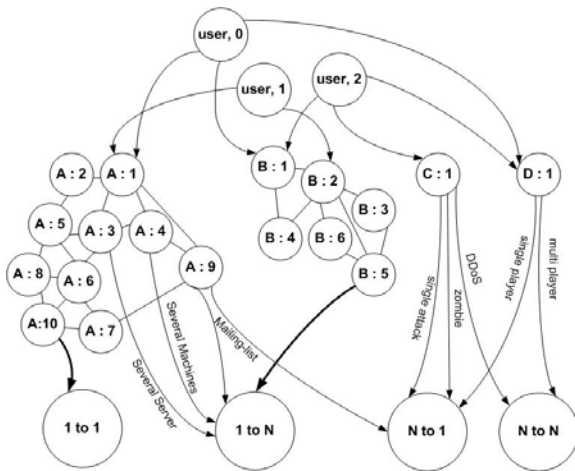 user, 0
user, 1
user, 2
A : 2
A : 1
B : 1
B : 2
C : 1
D : 1
A : 5
A : 3
A : 4
B : 3
B : 4
B : 6
A : 8
A : 6
A : 9
B : 5
A:10
A : 7
Several Server
Several Machines
Mailing-list
single attack
zombie
DDoS
single player
multi player
1 to 1
1 to N
N to 1
N to N